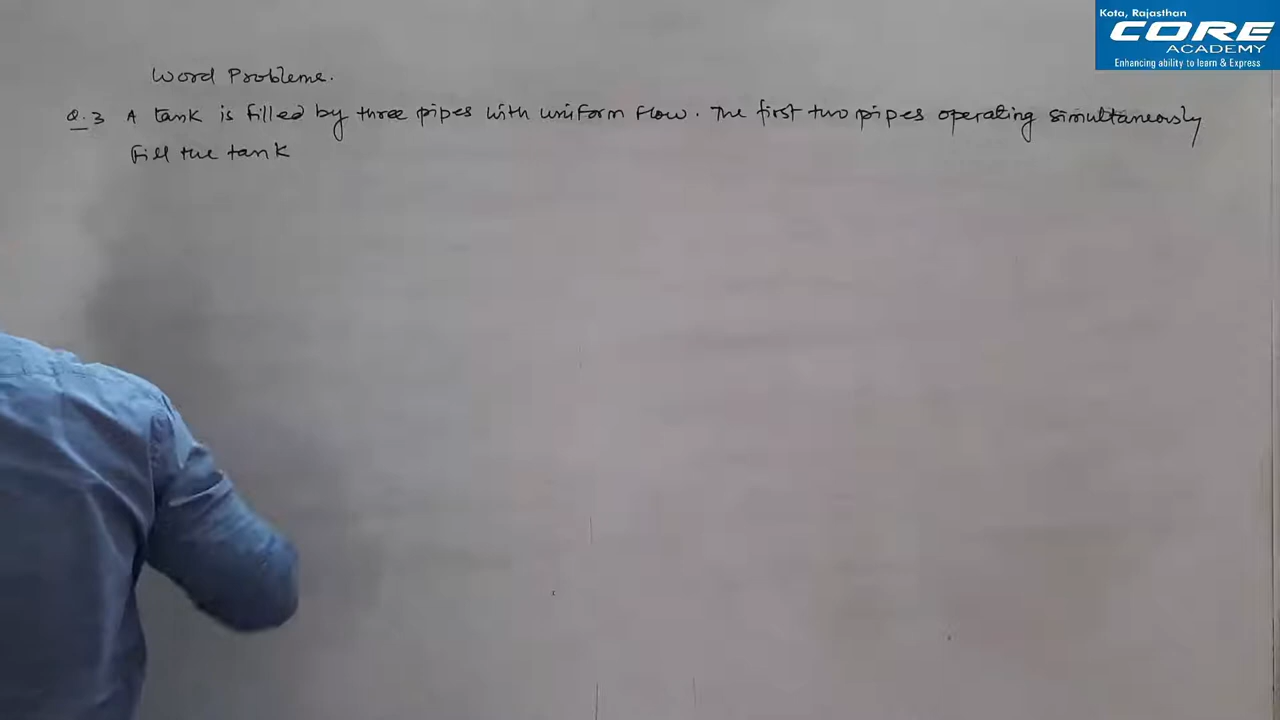 Kota, Rajasthan
CORE
ACADEMY
Enhancing ability to learn & Express
Word Probleme.
Q.3 A tank is filled by three pipes with uniform flow. The first two pipes operating simultaneously
fill the tank